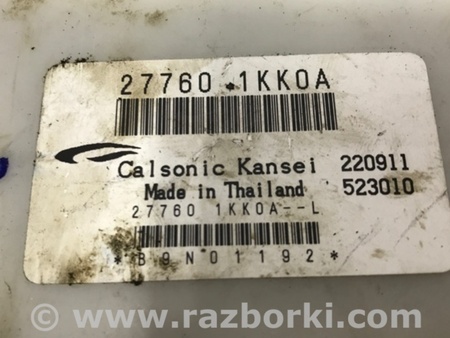 27760 1KK0A
Calsonic Kansei 220911
Made in Thailand 523010
27760 1KK0A--L
*B9N01192*
© www.razborki.com